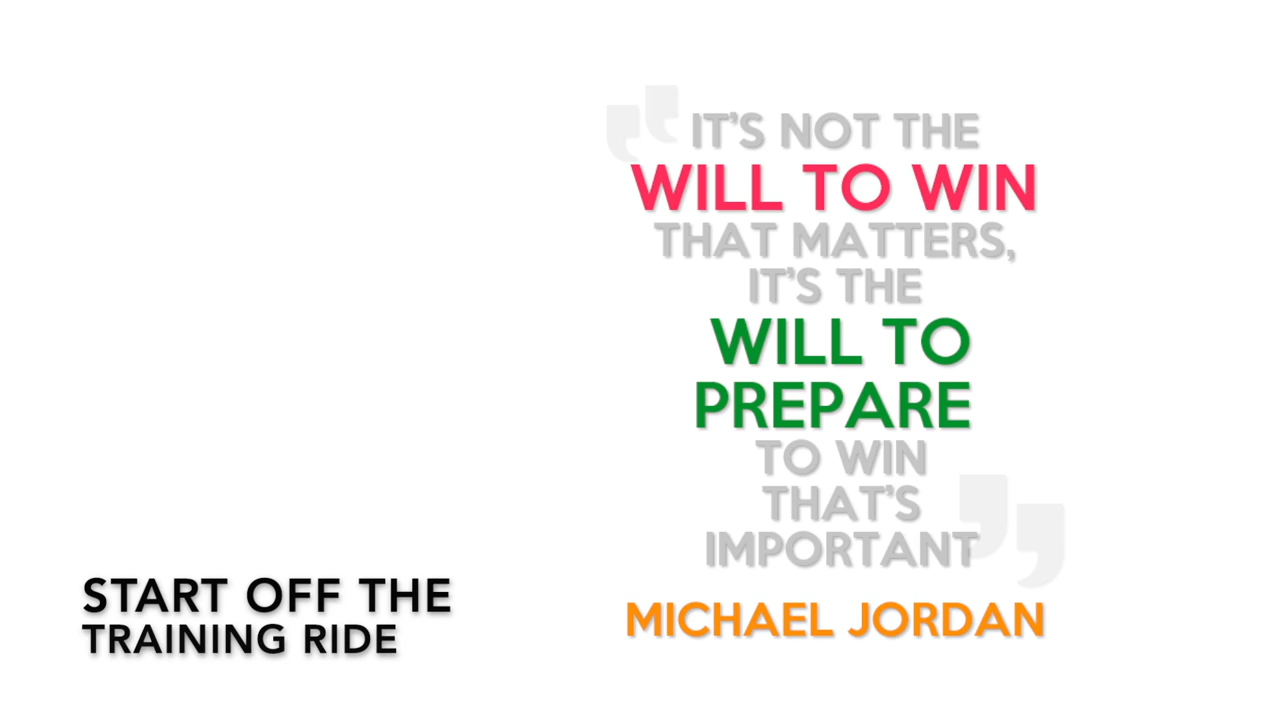 IT'S NOT THE
WILL TO WIN
THAT MATTERS,
IT'S THE
WILL TO
PREPARE
TO WIN
THAT'S
IMPORTANT
MICHAEL JORDAN
START OFF THE
TRAINING RIDE